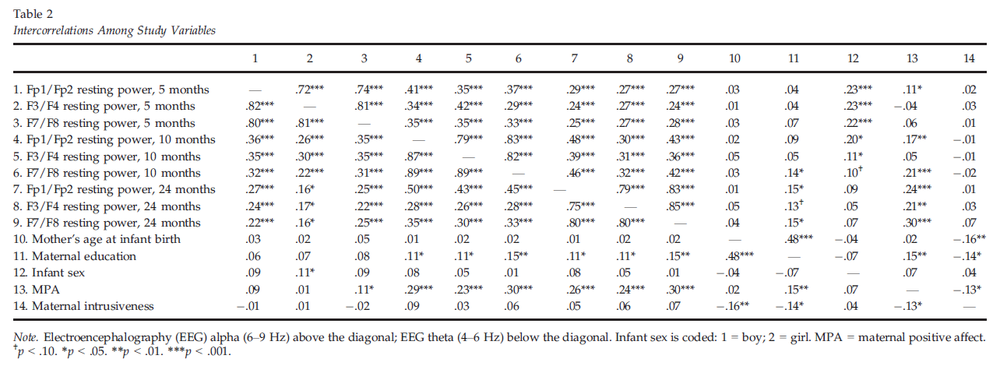 Table 2
Intercorrelations Among Study Variables
1 2 3 4 5 6 7 8 9 10 11 12 13 14
1. Fp1/Fp2 resting power, 5 months — .72*** .74*** .41*** .35*** .37*** .29*** .27*** .27*** .03 .04 .23*** .11* .02
2. F3/F4 resting power, 5 months .82*** — .81*** .34*** .42*** .29*** .24*** .27*** .24*** .01 .04 .23*** −.04 .03
3. F7/F8 resting power, 5 months .80*** .81*** — .35*** .35*** .33*** .25*** .27*** .28*** .03 .07 .22*** .06 .01
4. Fp1/Fp2 resting power, 10 months .36*** .26*** .35*** — .79*** .83*** .48*** .30*** .43*** .02 .09 .20* .17** −.01
5. F3/F4 resting power, 10 months .35*** .30*** .35*** .87*** — .82*** .39*** .31*** .36*** .05 .05 .11* .05 −.01
6. F7/F8 resting power, 10 months .32*** .22*** .31*** .89*** .89*** — .46*** .32*** .42*** .03 .14* .10† .21*** −.02
7. Fp1/Fp2 resting power, 24 months .27*** .16* .25*** .50*** .43*** .45*** — .79*** .83*** .01 .15* .09 .24*** .01
8. F3/F4 resting power, 24 months .24*** .17* .22*** .28*** .26*** .28*** .75*** — .85*** .05 .13† .05 .21** .03
9. F7/F8 resting power, 24 months .22*** .16* .25*** .35*** .30*** .33*** .80*** .80*** — .04 .15* .07 .30*** .07
10. Mother's age at infant birth .03 .02 .05 .01 .02 .02 .01 .02 .02 — .48*** −.04 .02 −.16**
11. Maternal education .06 .07 .08 .11* .11* .15** .11* .11* .15** .48*** — −.07 .15** −.14*
12. Infant sex .09 .11* .09 .08 .05 .01 .08 .05 .01 −.04 −.07 — .07 .04
13. MPA .09 .01 .11* .29*** .23*** .30*** .26*** .24*** .30*** .02 .25** .07 — −.13*
14. Maternal intrusiveness −.01 .01 −.02 .09 .03 .06 .05 .06 .07 −.16** −.14* .04 −.13* —
Note. Electroencephalography (EEG) alpha (6–9 Hz) above the diagonal; EEG theta (4–6 Hz) below the diagonal. Infant sex is coded: 1 = boy; 2 = girl. MPA = maternal positive affect.
†p < .10. *p < .05. **p < .01. ***p < .001.